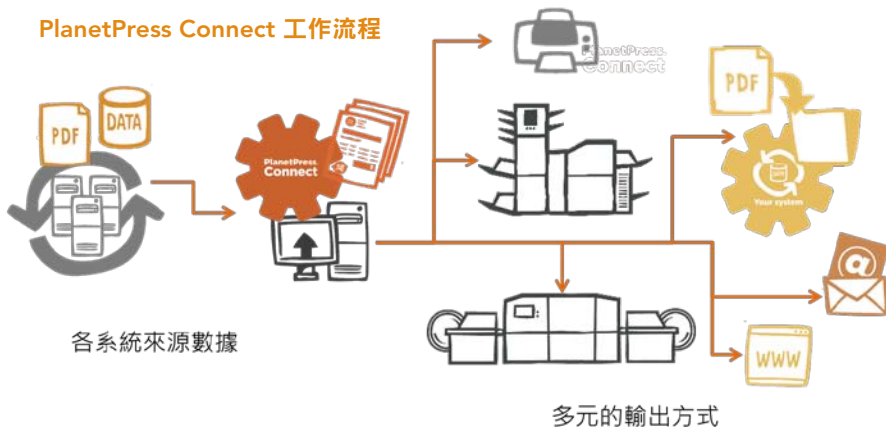 PlanetPress Connect 工作流程
PlanetPress
Connect
PDF
DATA
PlanetPress
Connect
PDF
Your system
@
WWW
各系統來源數據
多元的輸出方式